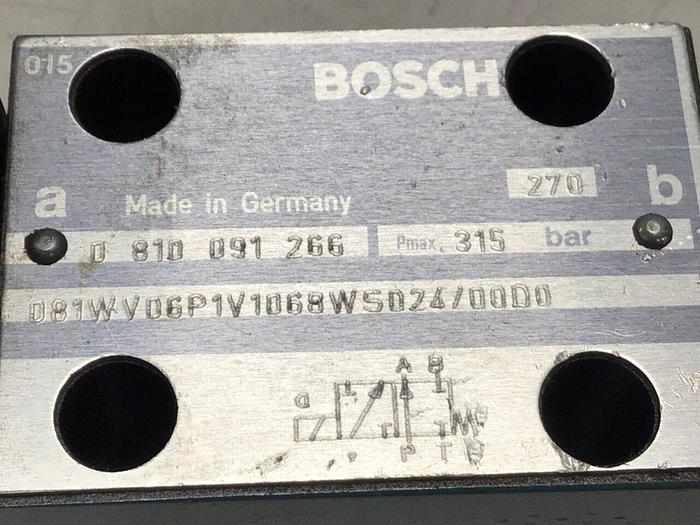 015
BOSCH
270
a
b
Made in Germany
0 810 091 266
Pmax. 315 bar
081WV06P1V1068WS024/00D0
A B
a
P T